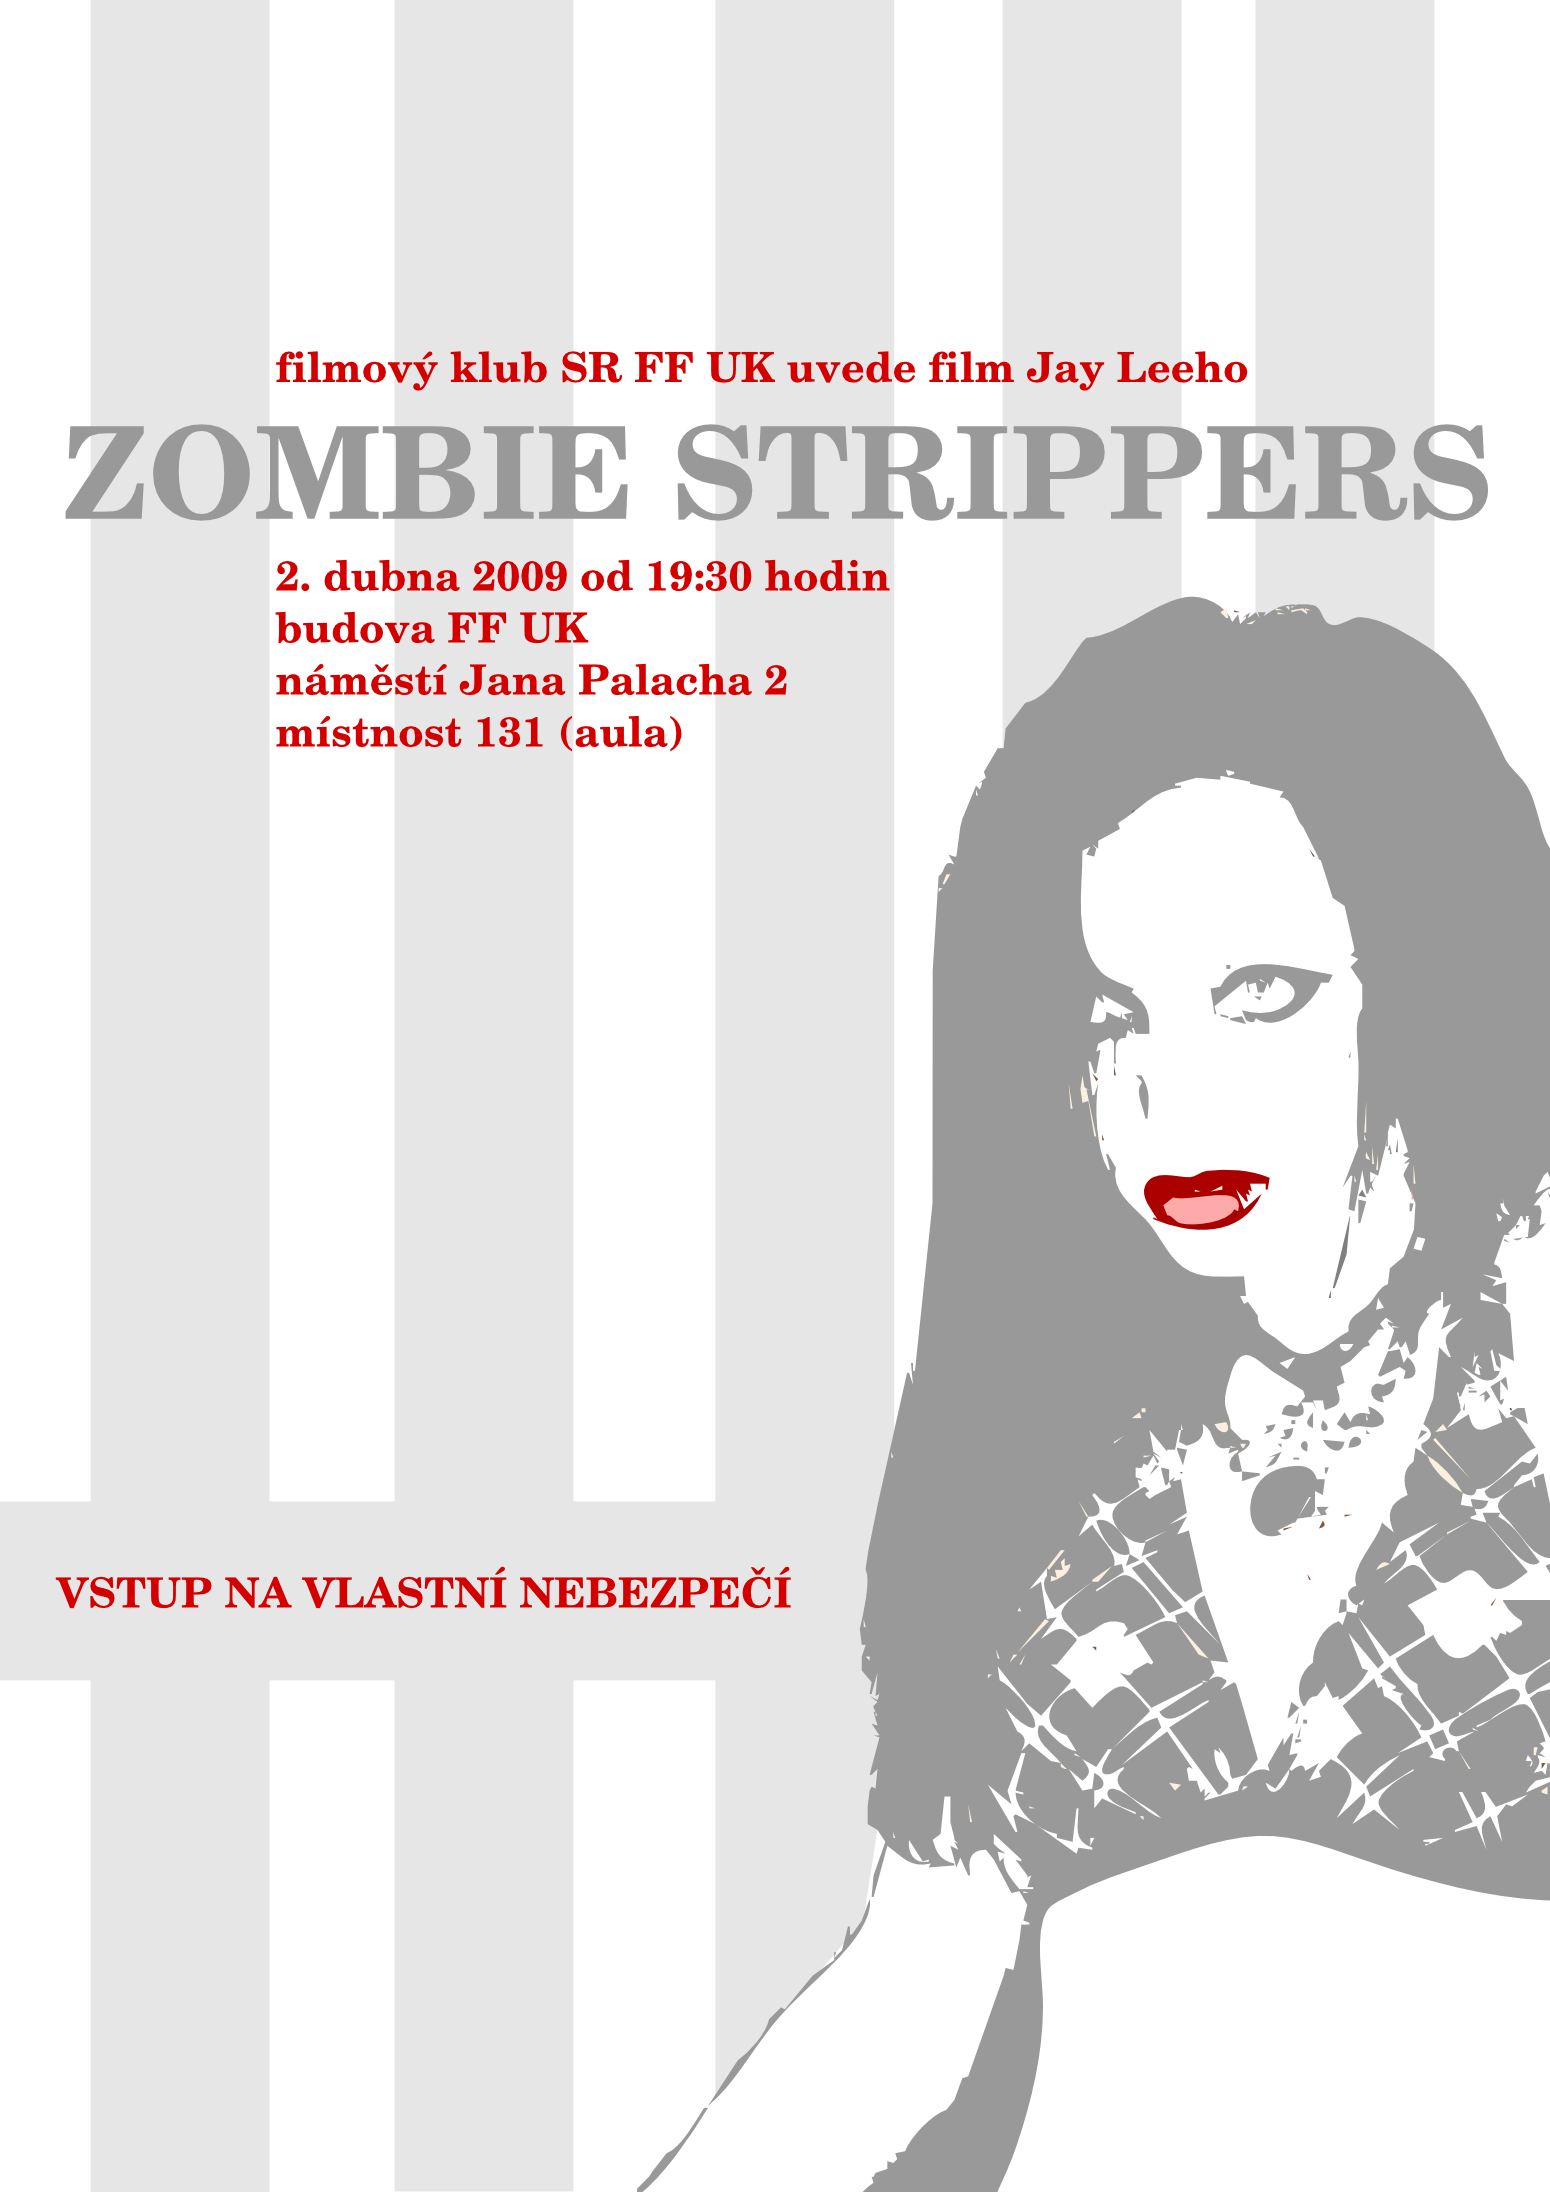 filmový klub SR FF UK uvede film Jay Leeho
ZOMBIE STRIPPERS
2. dubna 2009 od 19:30 hodin
budova FF UK
náměstí Jana Palacha 2
místnost 131 (aula)
VSTUP NA VLASTNÍ NEBEZPEČÍ